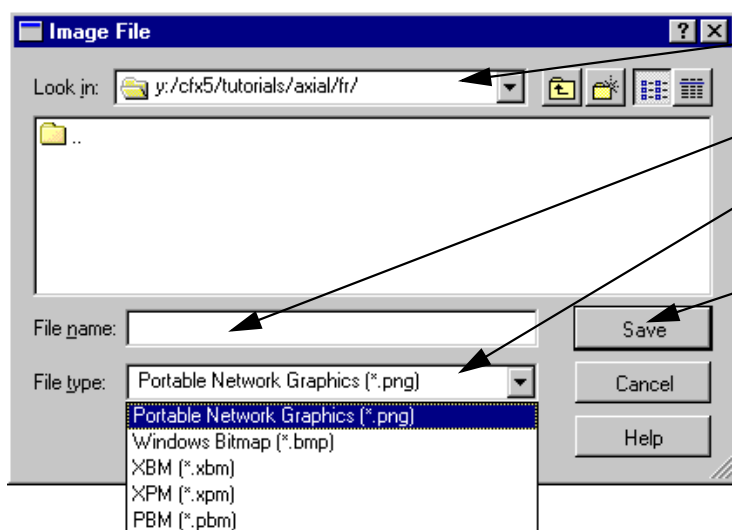 Image File
Look in: y:/cfx5/tutorials/axial/fr/
..
File name:
Save
File type: Portable Network Graphics (*.png)
Cancel
Portable Network Graphics (*.png)
Windows Bitmap (*.bmp)
Help
XBM (*.xbm)
XPM (*.xpm)
PBM (*.pbm)